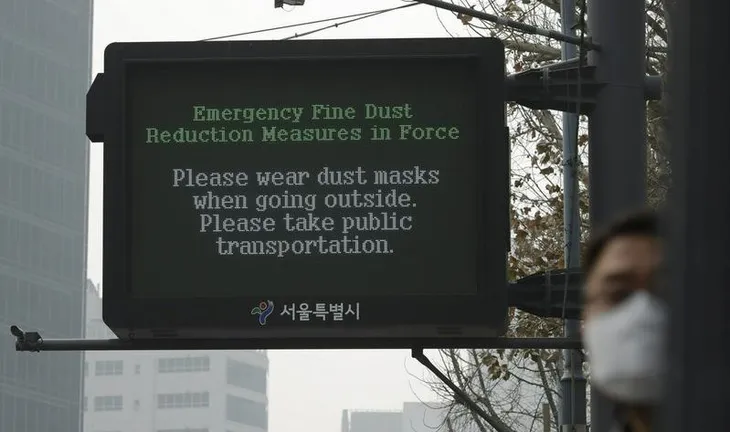 Emergency Fine Dust
Reduction Measures in Force
Please wear dust masks
when going outside.
Please take public
transportation.
서울특별시